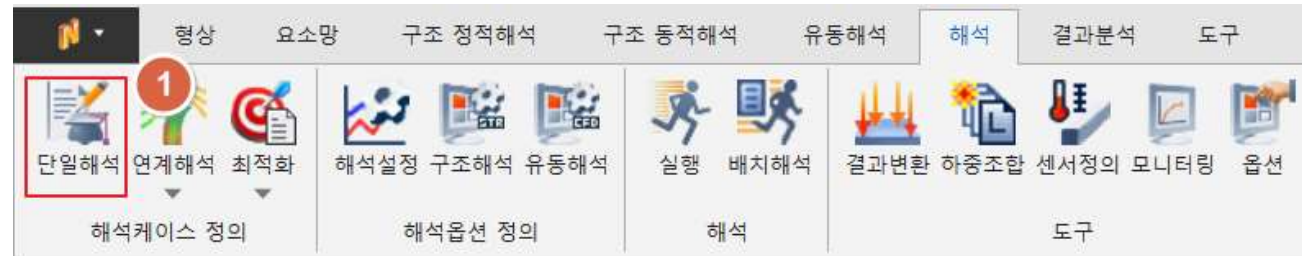 형상 요소망 구조 정적해석 구조 동적해석 유동해석 해석 결과분석 도구
1
단일해석 연계해석 최적화 해석설정 구조해석 유동해석 실행 배치해석 결과변환 하중조합 센서정의 모니터링 옵션
해석케이스 정의 해석옵션 정의 해석 도구